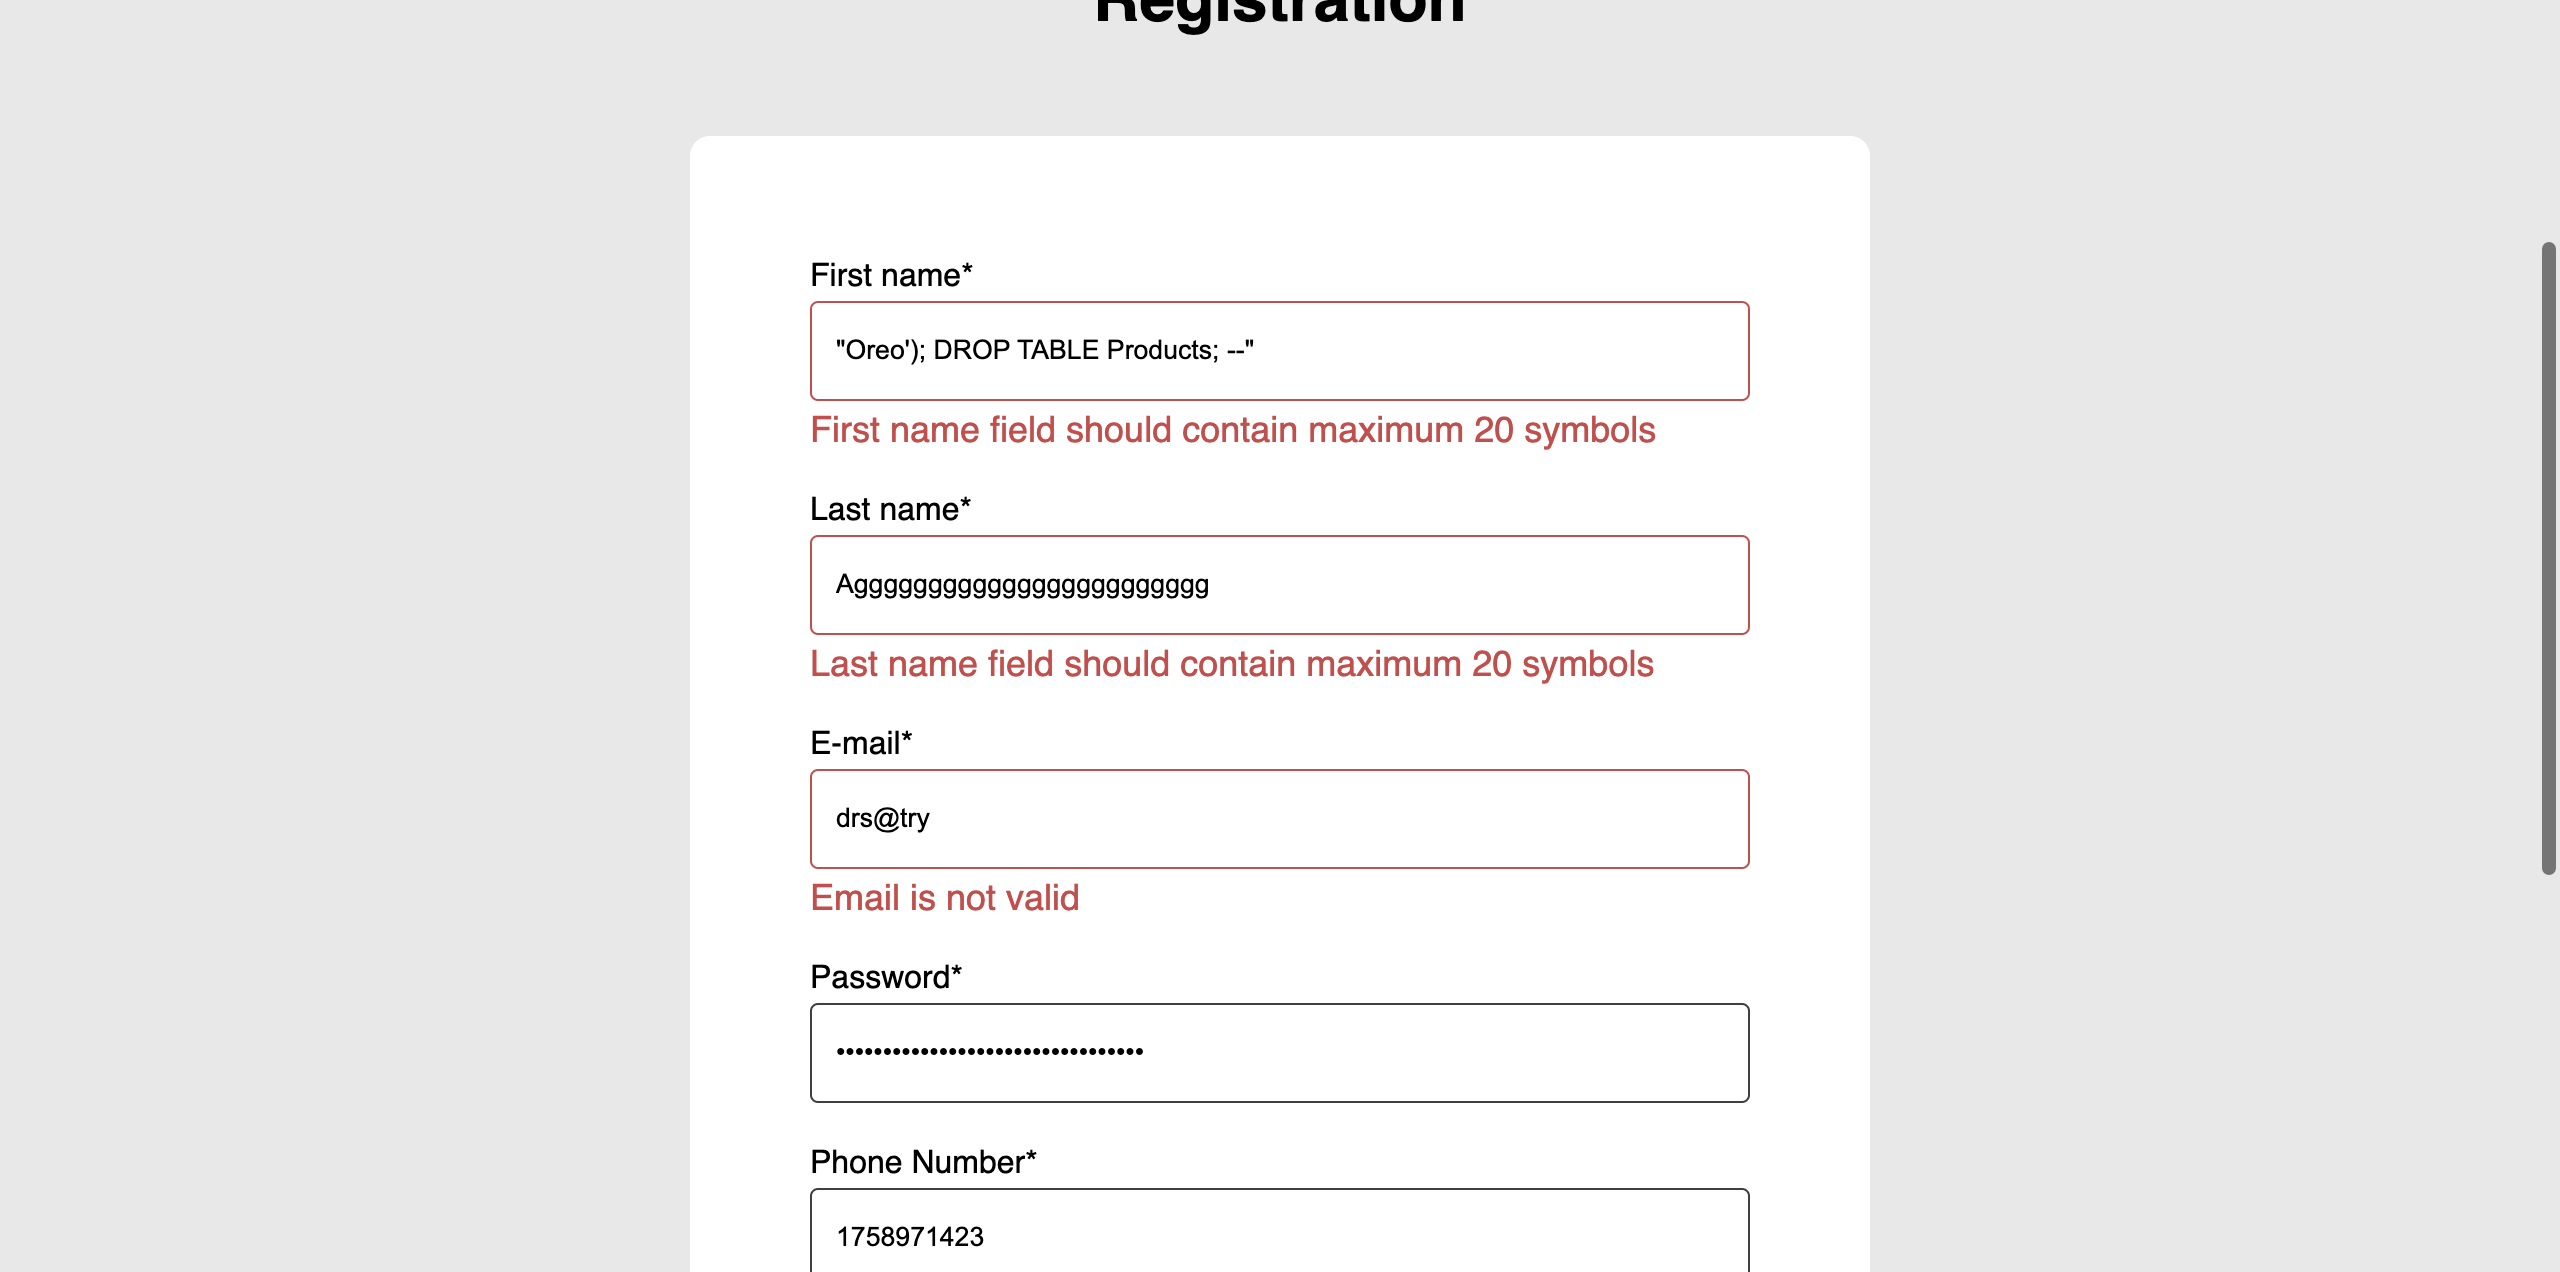 Registration
First name*
"Oreo'); DROP TABLE Products; --"
First name field should contain maximum 20 symbols
Last name*
Agggggggggggggggggggggggg
Last name field should contain maximum 20 symbols
E-mail*
drs@try
Email is not valid
Password*
•••••••••••••••••••••••••••••••••
Phone Number*
1758971423